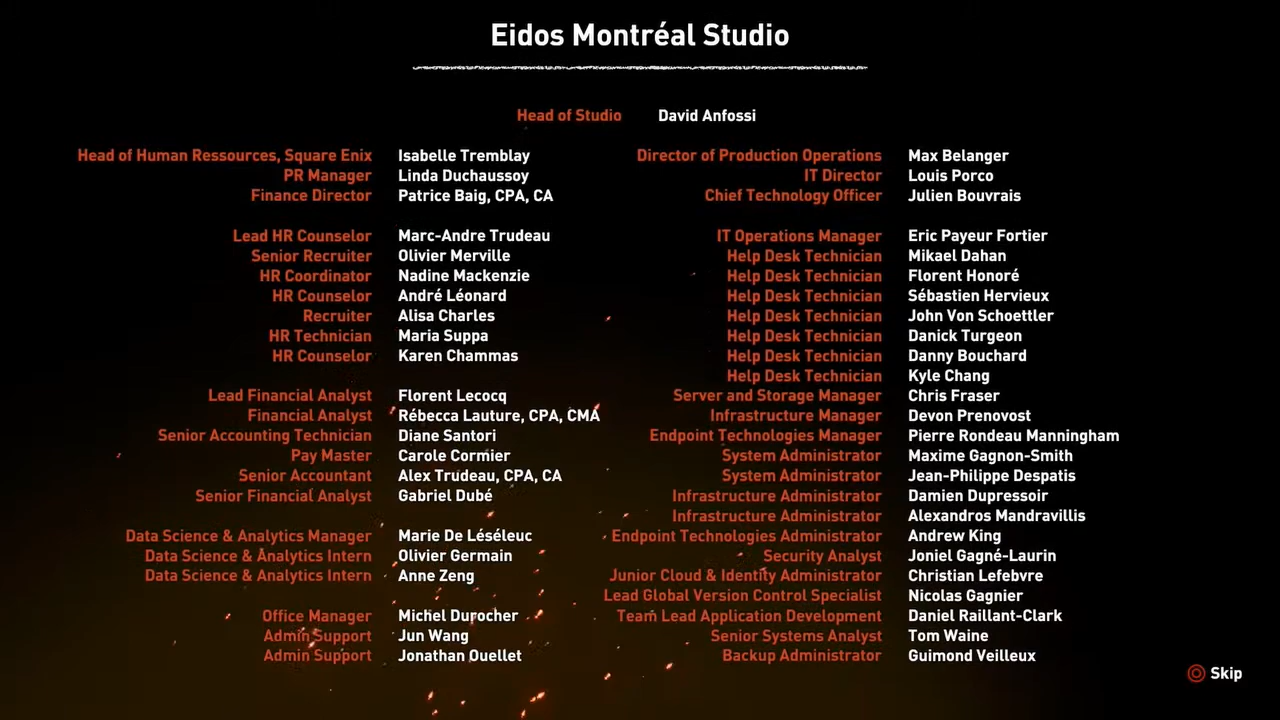 Eidos Montréal Studio
Head of Studio David Anfossi
Head of Human Ressources, Square Enix Isabelle Tremblay
PR Manager Linda Duchaussoy
Finance Director Patrice Baig, CPA, CA
Lead HR Counselor Marc-Andre Trudeau
Senior Recruiter Olivier Merville
HR Coordinator Nadine Mackenzie
HR Counselor André Léonard
Recruiter Alisa Charles
HR Technician Maria Suppa
HR Counselor Karen Chammas
Lead Financial Analyst Florent Lecocq
Financial Analyst Rébecca Lauture, CPA, CMA
Senior Accounting Technician Diane Santori
Pay Master Carole Cormier
Senior Accountant Alex Trudeau, CPA, CA
Senior Financial Analyst Gabriel Dubé
Data Science & Analytics Manager Marie De Léséleuc
Data Science & Analytics Intern Olivier Germain
Data Science & Analytics Intern Anne Zeng
Office Manager Michel Durocher
Admin Support Jun Wang
Admin Support Jonathan Ouellet
Director of Production Operations Max Belanger
IT Director Louis Porco
Chief Technology Officer Julien Bouvrais
IT Operations Manager Eric Payeur Fortier
Help Desk Technician Mikael Dahan
Help Desk Technician Florent Honoré
Help Desk Technician Sébastien Hervieux
Help Desk Technician John Von Schoettler
Help Desk Technician Danick Turgeon
Help Desk Technician Danny Bouchard
Help Desk Technician Kyle Chang
Server and Storage Manager Chris Fraser
Infrastructure Manager Devon Prenovost
Endpoint Technologies Manager Pierre Rondeau Manningham
System Administrator Maxime Gagnon-Smith
System Administrator Jean-Philippe Despatis
Infrastructure Administrator Damien Dupressoir
Infrastructure Administrator Alexandros Mandravillis
Endpoint Technologies Administrator Andrew King
Security Analyst Joniel Gagné-Laurin
Junior Cloud & Identity Administrator Christian Lefebvre
Lead Global Version Control Specialist Nicolas Gagnier
Team Lead Application Development Daniel Raillant-Clark
Senior Systems Analyst Tom Waine
Backup Administrator Guimond Veilleux
Skip